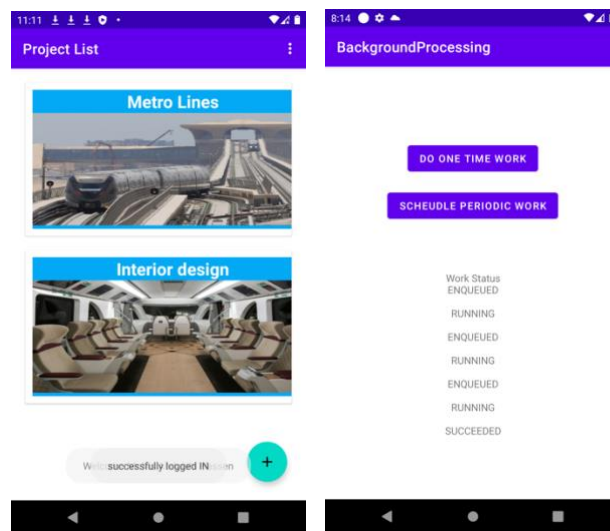 11:11
Project List
Metro Lines
Interior design
successfully logged IN
+
8:14
BackgroundProcessing
DO ONE TIME WORK
SCHEUDLE PERIODIC WORK
Work Status
ENQUEUED
RUNNING
ENQUEUED
RUNNING
ENQUEUED
RUNNING
SUCCEEDED